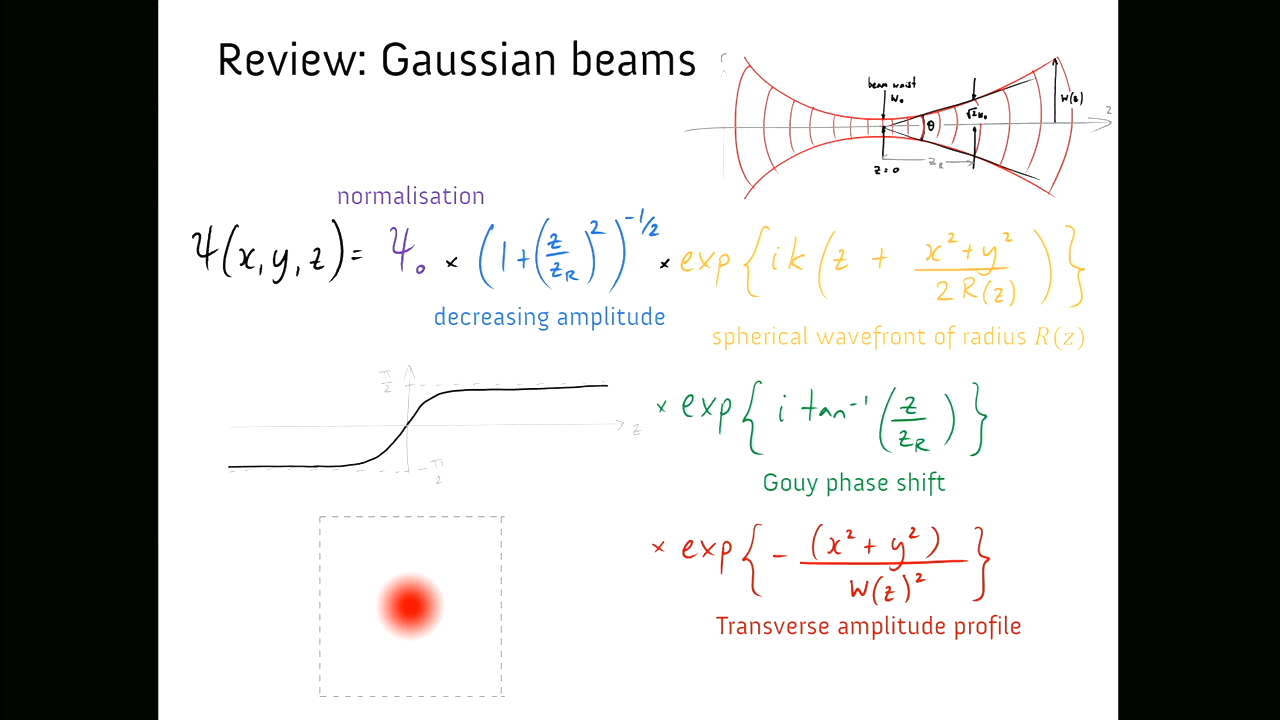 Review: Gaussian beams
beam waist
W₀
θ
√2 W₀
W(z)
z
z_R
z=0
normalisation
Ψ(x,y,z) = Ψ₀ × (1+(z/z_R)²)^(-1/2) × exp{ik(z + (x²+y²)/(2R(z)))}
decreasing amplitude
spherical wavefront of radius R(z)
π/2
z
-π/2
× exp{i tan⁻¹(z/z_R)}
Gouy phase shift
× exp{-(x²+y²)/W(z)²}
Transverse amplitude profile